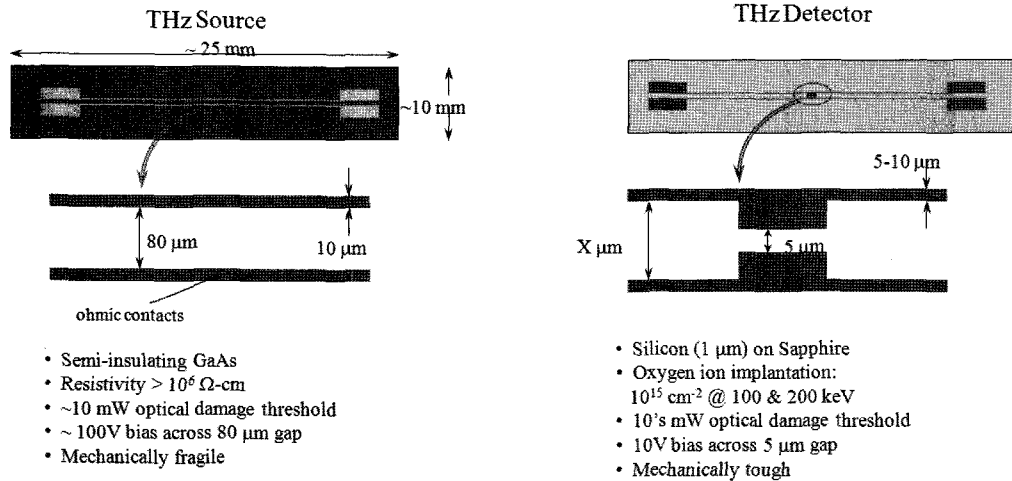 THz Source
~ 25 mm
~10 mm
80 μm
10 μm
ohmic contacts
• Semi-insulating GaAs
• Resistivity > 10⁶ Ω-cm
• ~10 mW optical damage threshold
• ~ 100V bias across 80 μm gap
• Mechanically fragile
THz Detector
5-10 μm
X μm
5 μm
• Silicon (1 μm) on Sapphire
• Oxygen ion implantation:
10¹⁵ cm⁻² @ 100 & 200 keV
• 10's mW optical damage threshold
• 10V bias across 5 μm gap
• Mechanically tough